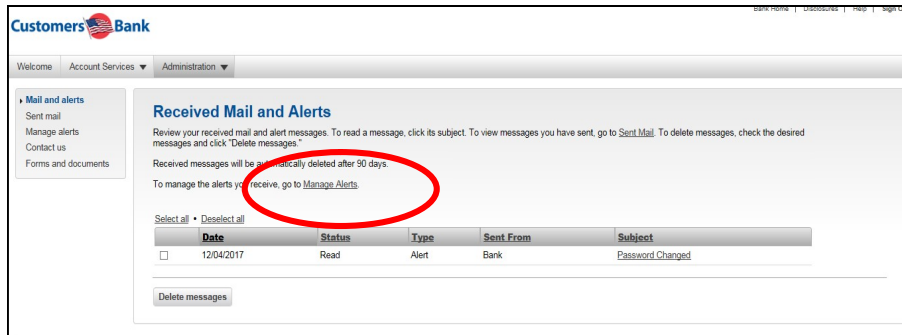 Bank Home | Disclosures | Help | Sign
Customers Bank
Welcome Account Services Administration
Mail and alerts
Sent mail
Manage alerts
Contact us
Forms and documents
Received Mail and Alerts
Review your received mail and alert messages. To read a message, click its subject. To view messages you have sent, go to Sent Mail. To delete messages, check the desired
messages and click "Delete messages."
Received messages will be automatically deleted after 90 days.
To manage the alerts you receive, go to Manage Alerts.
Select all • Deselect all
Date Status Type Sent From Subject
12/04/2017 Read Alert Bank Password Changed
Delete messages